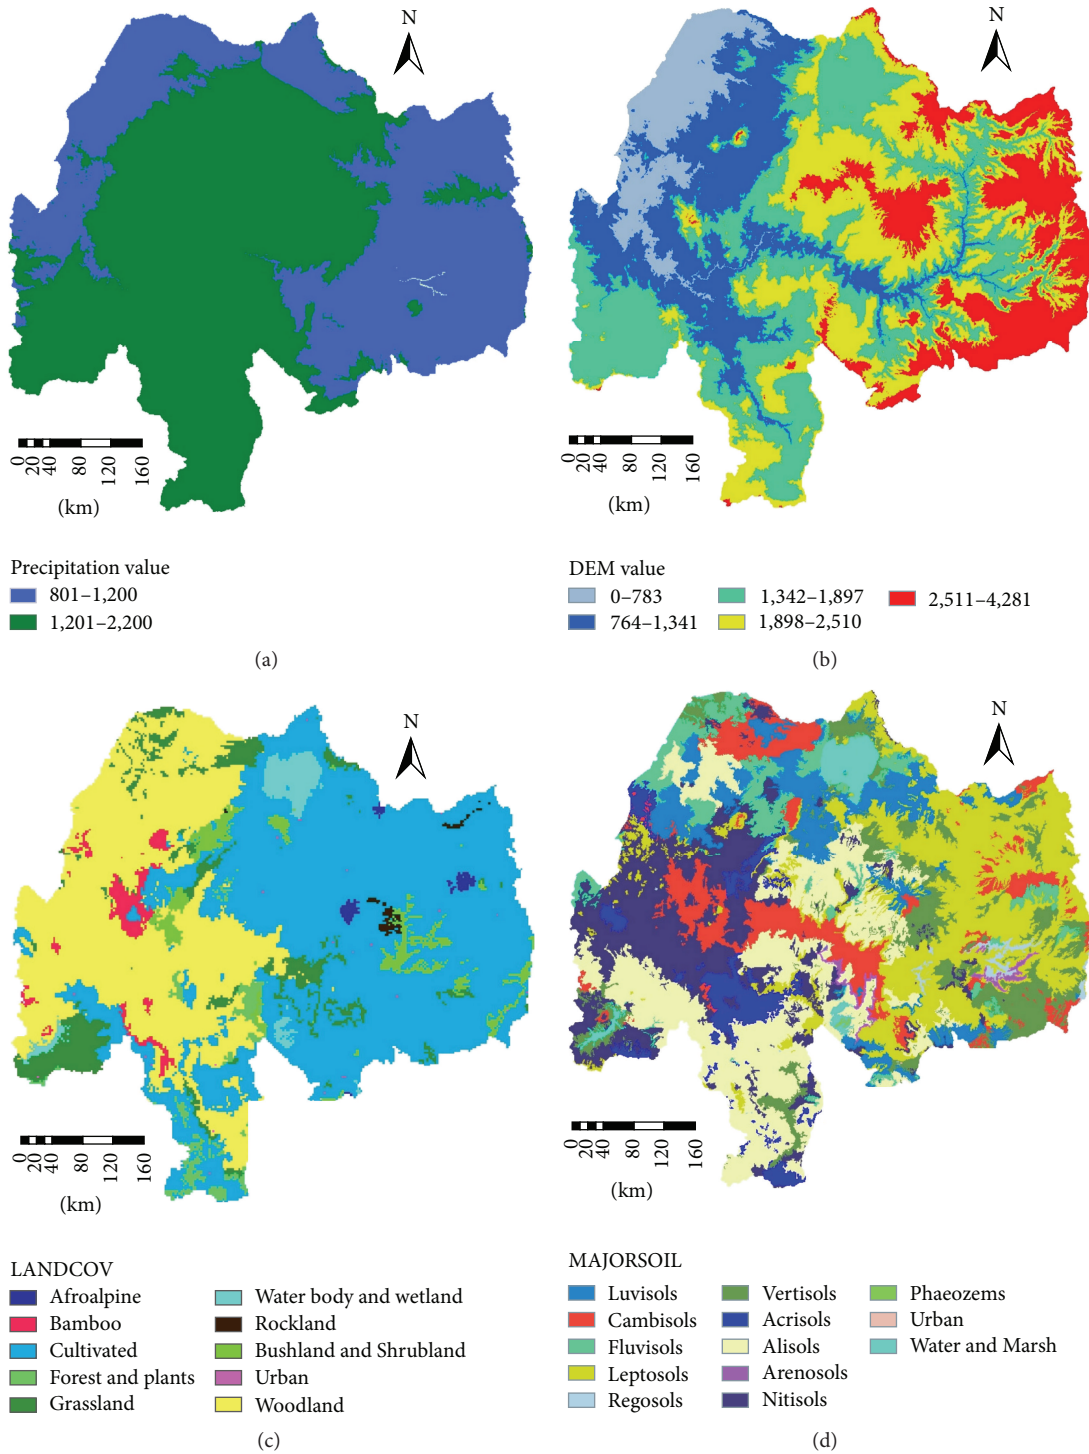 N
0 20 40 80 120 160
(km)
Precipitation value
801–1,200
1,201–2,200
(a)
N
0 20 40 80 120 160
(km)
DEM value
0–783
764–1,341
1,342–1,897
1,898–2,510
2,511–4,281
(b)
N
0 20 40 80 120 160
(km)
LANDCOV
Afroalpine
Bamboo
Cultivated
Forest and plants
Grassland
Water body and wetland
Rockland
Bushland and Shrubland
Urban
Woodland
(c)
N
0 20 40 80 120 160
(km)
MAJORSOIL
Luvisols
Cambisols
Fluvisols
Leptosols
Regosols
Vertisols
Acrisols
Alisols
Arenosols
Nitisols
Phaeozems
Urban
Water and Marsh
(d)